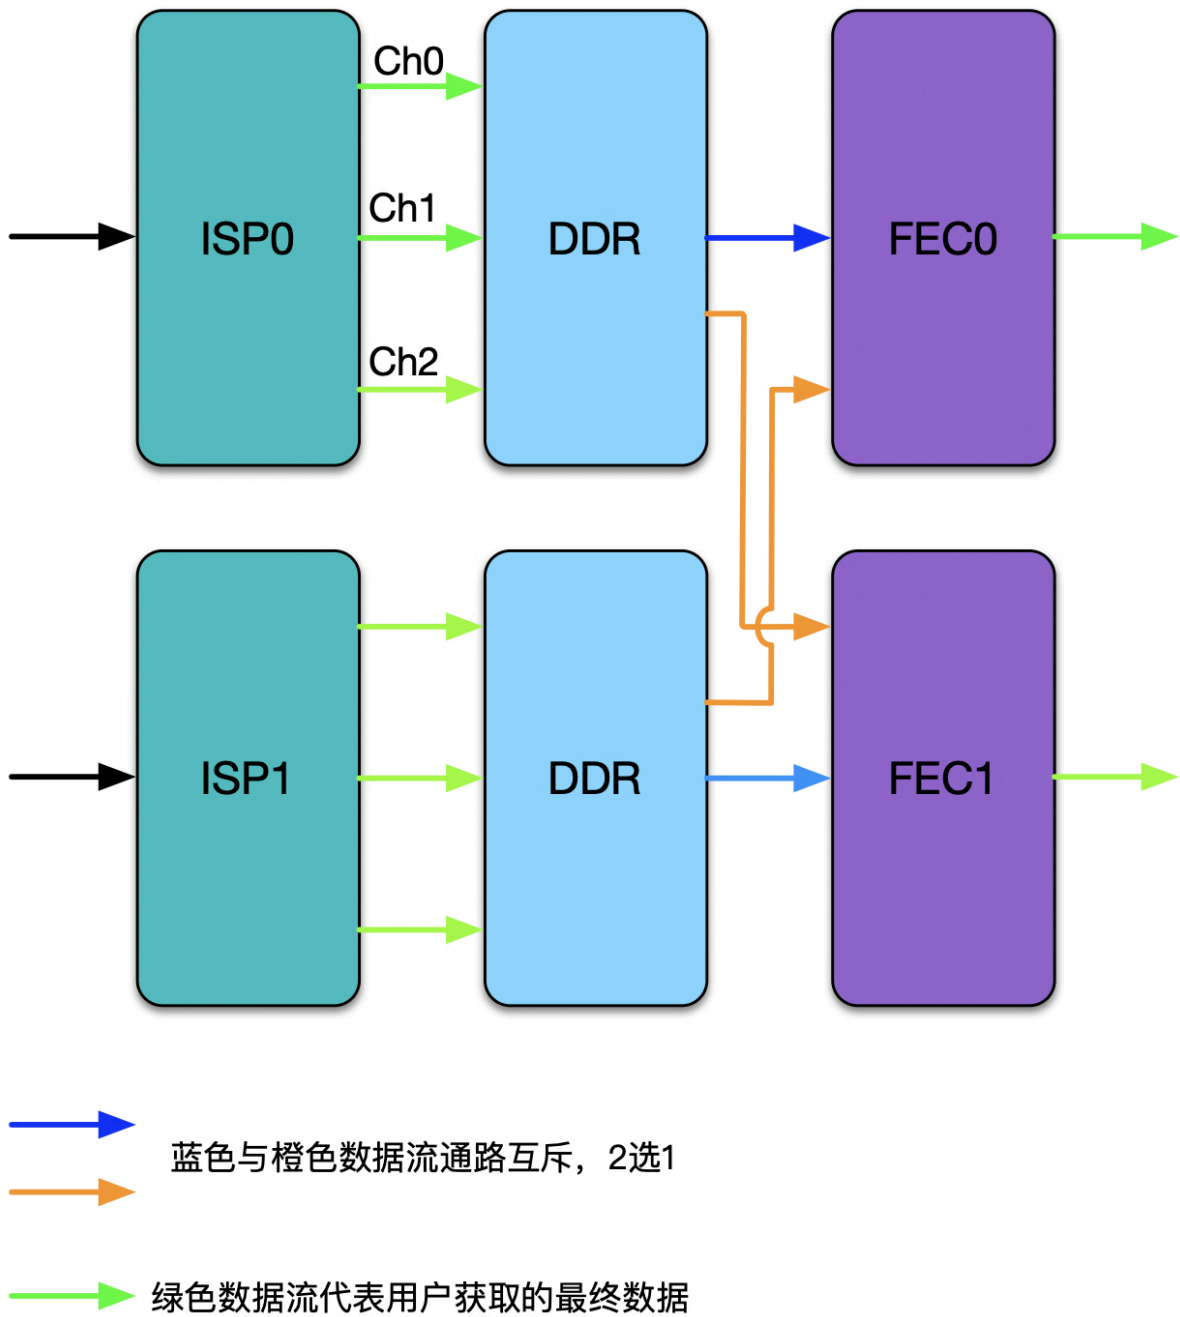 Ch0
ISP0
Ch1
DDR
FEC0
Ch2
ISP1
DDR
FEC1
蓝色与橙色数据流通路互斥，2选1
绿色数据流代表用户获取的最终数据